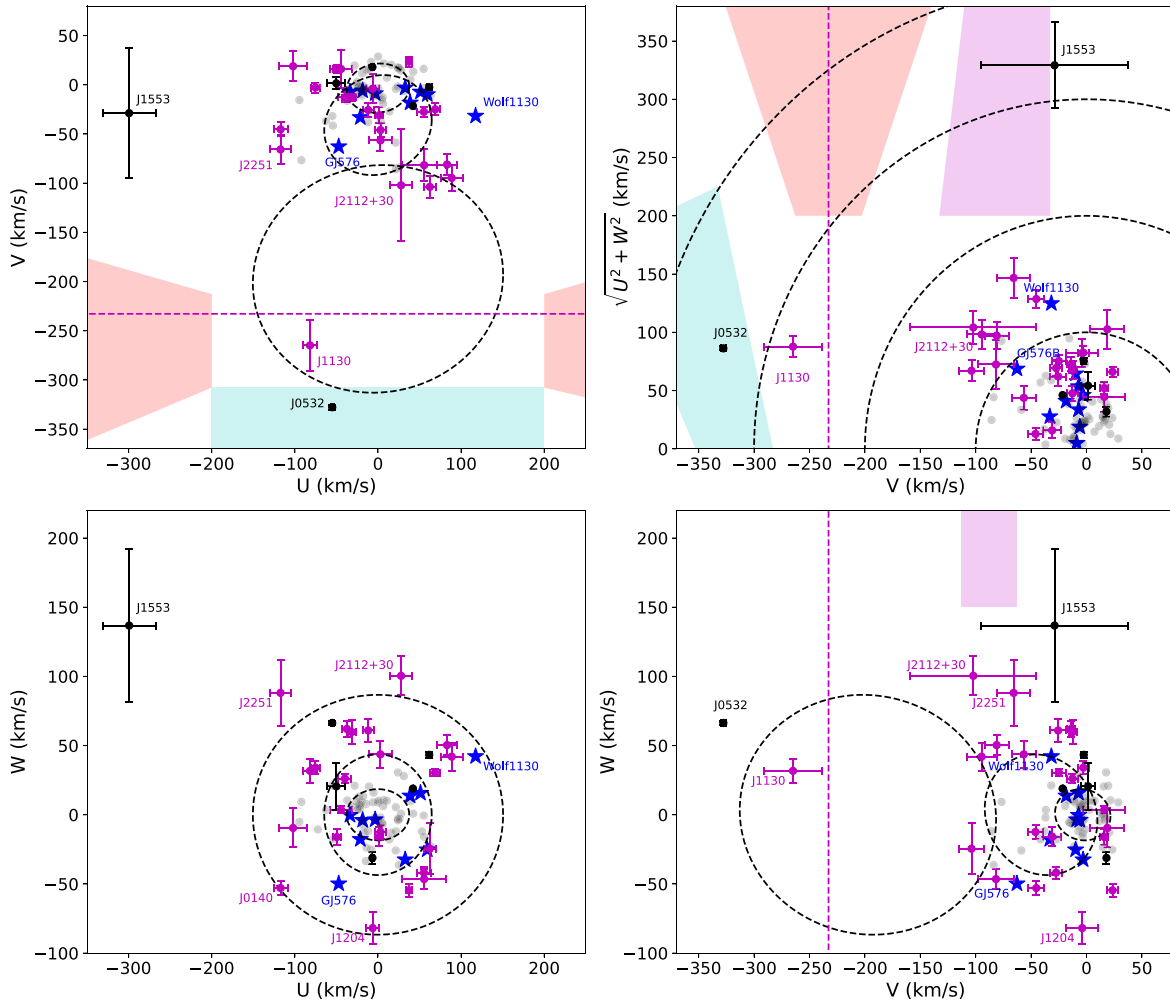 50
0
−50
−100
−150
−200
−250
−300
−350
V (km/s)
−300
−200
−100
0
100
200
U (km/s)
J1553
Wolf1130
J2251
GJ576
J2112+30
J1130
J0532
350
300
250
200
150
100
50
0
√U² + W² (km/s)
−350
−300
−250
−200
−150
−100
−50
0
50
V (km/s)
J1553
Wolf1130
J0532
J2112+30
GJ576B
J1130
200
150
100
50
0
−50
−100
W (km/s)
−300
−200
−100
0
100
200
U (km/s)
J1553
J2112+30
J2251
Wolf1130
J0140
GJ576
J1204
200
150
100
50
0
−50
−100
W (km/s)
−350
−300
−250
−200
−150
−100
−50
0
50
V (km/s)
J1553
J2112+30
J2251
J0532
Wolf1130
J1130
GJ576
J1204